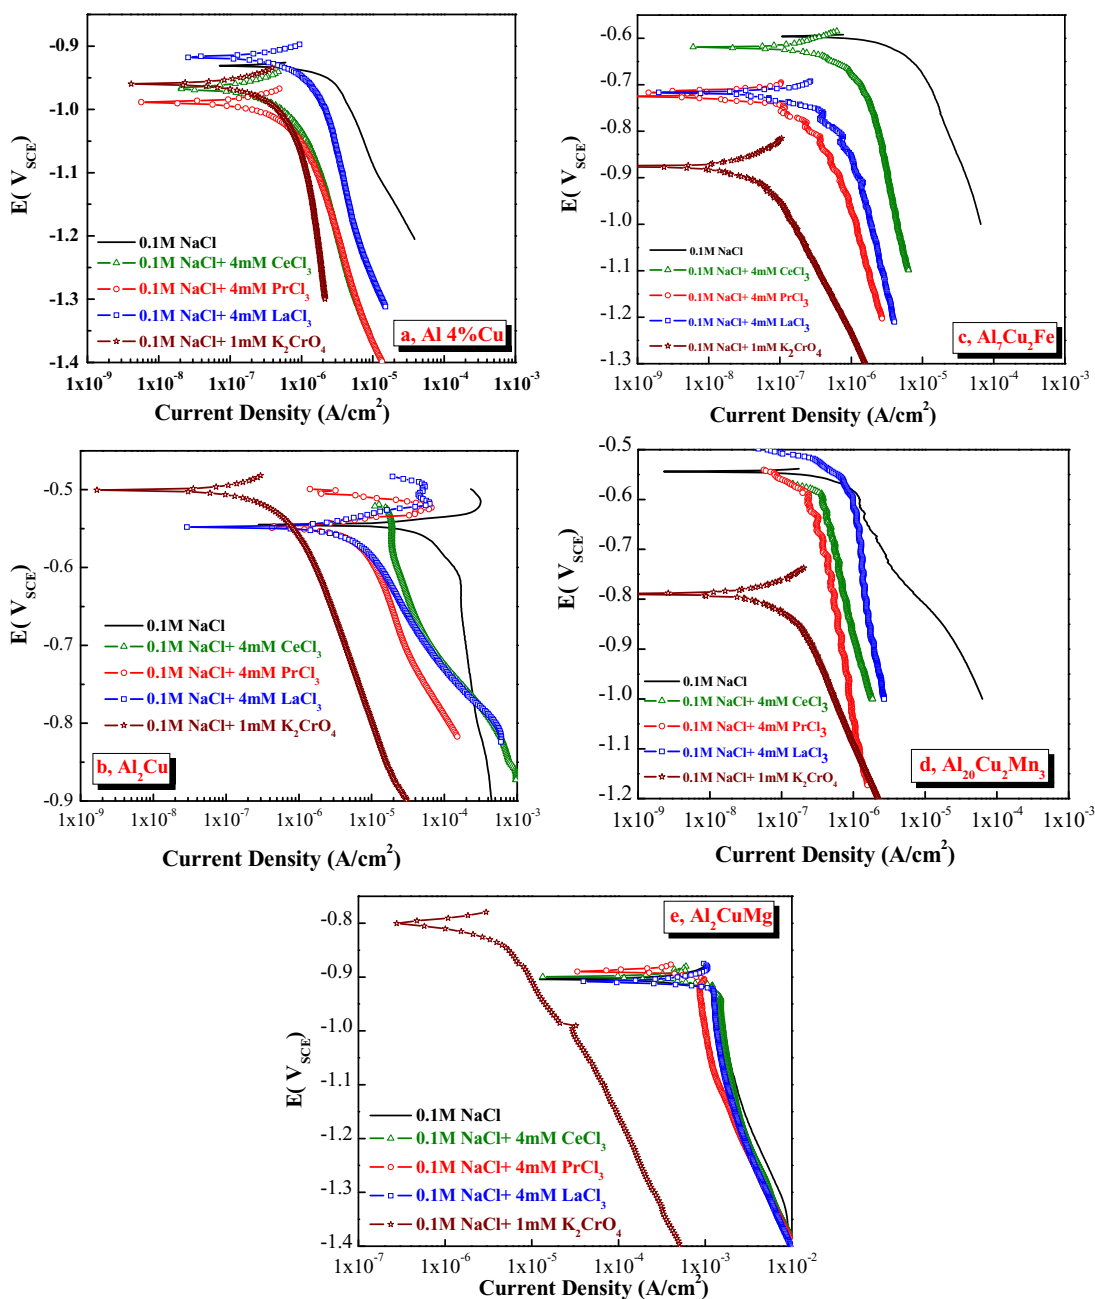 -0.9
-1.0
-1.1
-1.2
-1.3
-1.4
E( V_SCE)
0.1M NaCl
0.1M NaCl+ 4mM CeCl₃
0.1M NaCl+ 4mM PrCl₃
0.1M NaCl+ 4mM LaCl₃
0.1M NaCl+ 1mM K₂CrO₄
a, Al 4%Cu
1x10⁻⁹ 1x10⁻⁸ 1x10⁻⁷ 1x10⁻⁶ 1x10⁻⁵ 1x10⁻⁴ 1x10⁻³
Current Density (A/cm²)
-0.6
-0.7
-0.8
-0.9
-1.0
-1.1
-1.2
-1.3
E( V_SCE)
0.1M NaCl
0.1M NaCl+ 4mM CeCl₃
0.1M NaCl+ 4mM PrCl₃
0.1M NaCl+ 4mM LaCl₃
0.1M NaCl+ 1mM K₂CrO₄
c, Al₇Cu₂Fe
1x10⁻⁹ 1x10⁻⁸ 1x10⁻⁷ 1x10⁻⁶ 1x10⁻⁵ 1x10⁻⁴ 1x10⁻³
Current Density (A/cm²)
-0.5
-0.6
-0.7
-0.8
-0.9
E( V_SCE)
0.1M NaCl
0.1M NaCl+ 4mM CeCl₃
0.1M NaCl+ 4mM PrCl₃
0.1M NaCl+ 4mM LaCl₃
0.1M NaCl+ 1mM K₂CrO₄
b, Al₂Cu
1x10⁻⁹ 1x10⁻⁸ 1x10⁻⁷ 1x10⁻⁶ 1x10⁻⁵ 1x10⁻⁴ 1x10⁻³
Current Density (A/cm²)
-0.5
-0.6
-0.7
-0.8
-0.9
-1.0
-1.1
-1.2
E( V_SCE)
0.1M NaCl
0.1M NaCl+ 4mM CeCl₃
0.1M NaCl+ 4mM PrCl₃
0.1M NaCl+ 4mM LaCl₃
0.1M NaCl+ 1mM K₂CrO₄
d, Al₂₀Cu₂Mn₃
1x10⁻⁹ 1x10⁻⁸ 1x10⁻⁷ 1x10⁻⁶ 1x10⁻⁵ 1x10⁻⁴ 1x10⁻³
Current Density (A/cm²)
-0.8
-0.9
-1.0
-1.1
-1.2
-1.3
-1.4
E( V_SCE)
e, Al₂CuMg
0.1M NaCl
0.1M NaCl+ 4mM CeCl₃
0.1M NaCl+ 4mM PrCl₃
0.1M NaCl+ 4mM LaCl₃
0.1M NaCl+ 1mM K₂CrO₄
1x10⁻⁷ 1x10⁻⁶ 1x10⁻⁵ 1x10⁻⁴ 1x10⁻³ 1x10⁻²
Current Density (A/cm²)